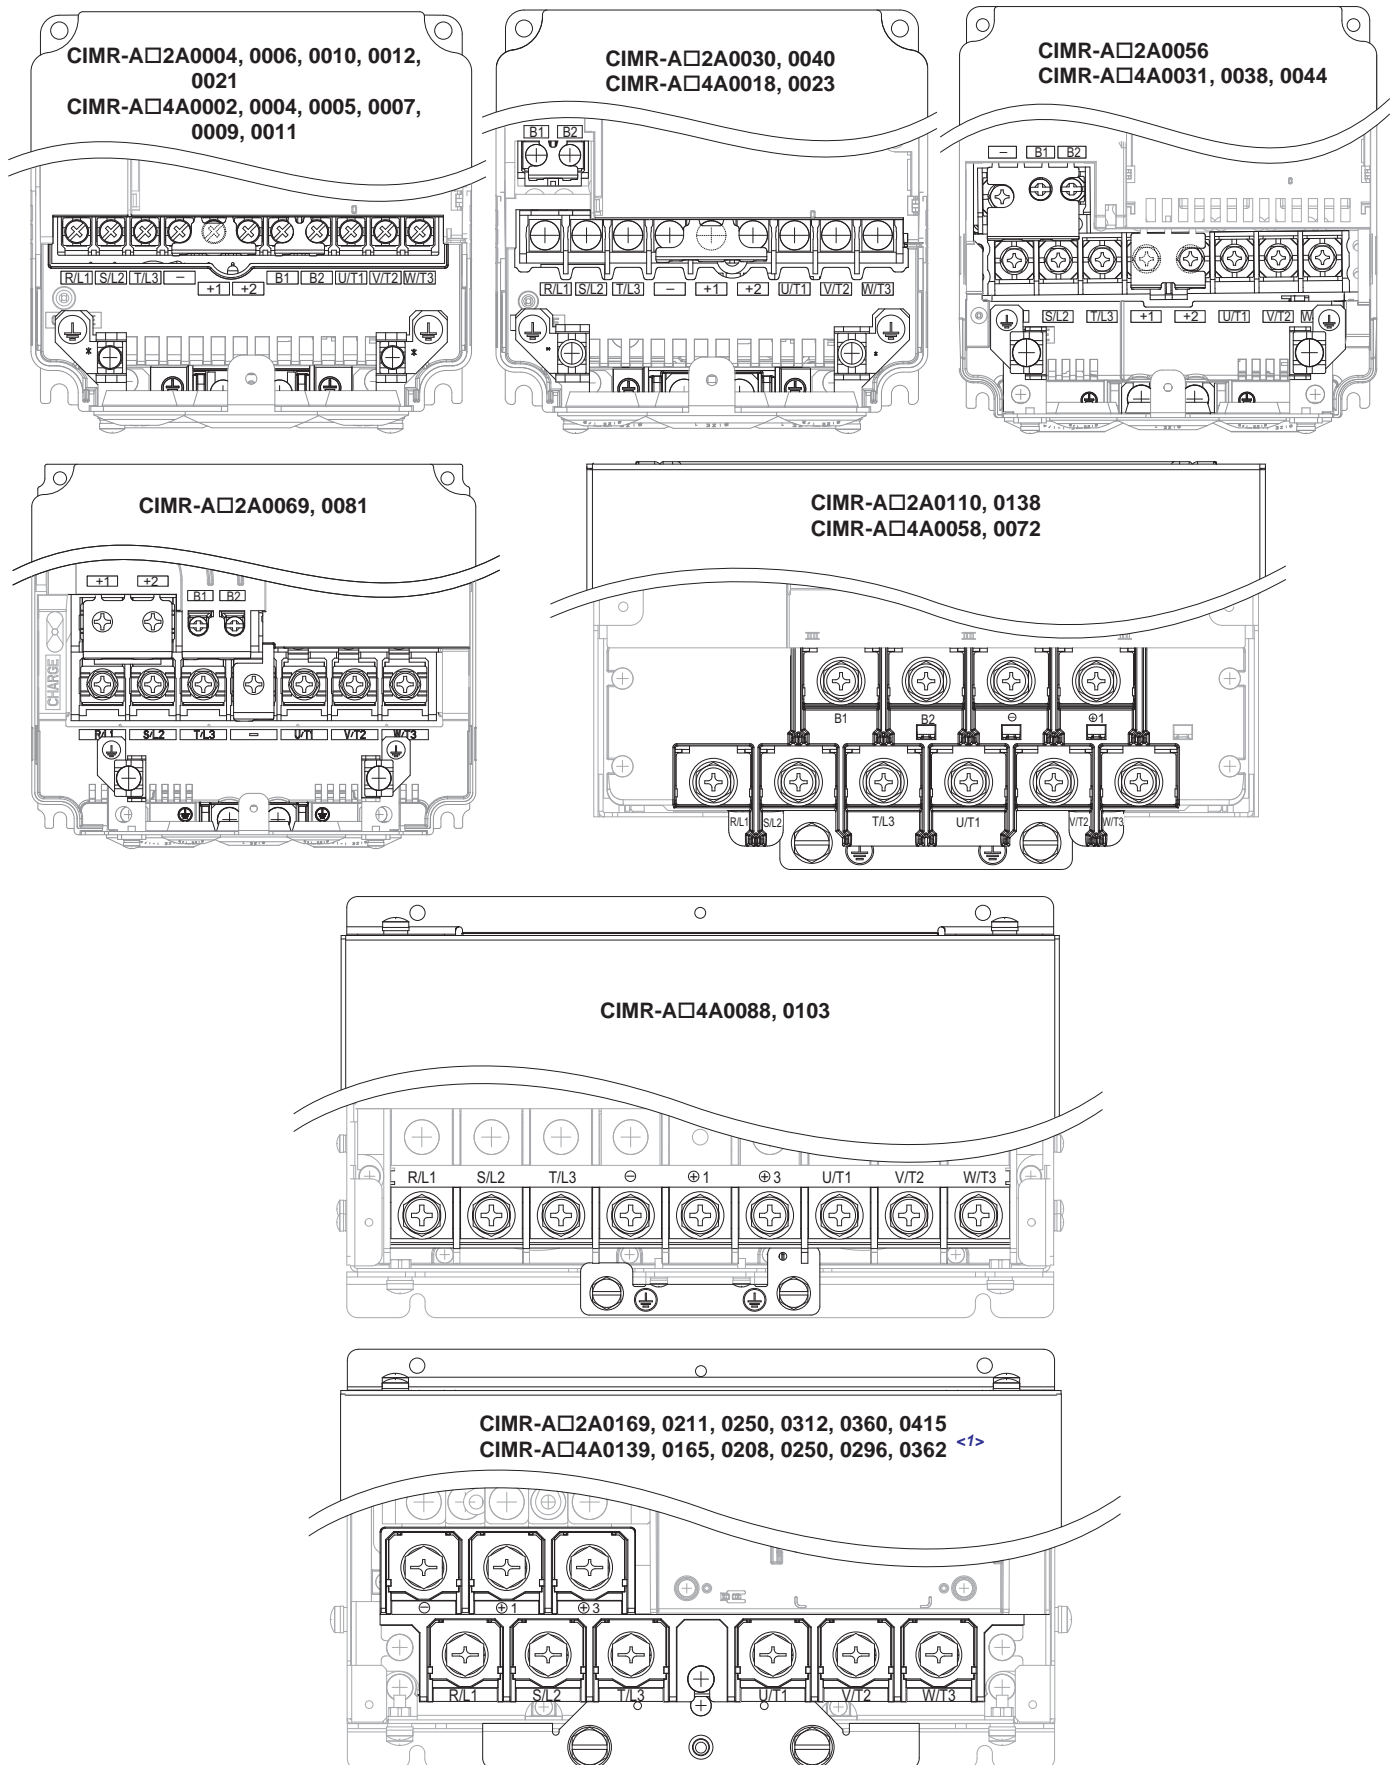 CIMR-A□2A0004, 0006, 0010, 0012,
0021
CIMR-A□4A0002, 0004, 0005, 0007,
0009, 0011
R/L1 S/L2 T/L3 − B1 B2 U/T1 V/T2 W/T3
+1 +2
CIMR-A□2A0030, 0040
CIMR-A□4A0018, 0023
B1 B2
R/L1 S/L2 T/L3 − +1 +2 U/T1 V/T2 W/T3
CIMR-A□2A0056
CIMR-A□4A0031, 0038, 0044
− B1 B2
S/L2 T/L3 +1 +2 U/T1 V/T2 W
CIMR-A□2A0069, 0081
+1 +2
B1 B2
CHARGE
R/L1 S/L2 T/L3 − U/T1 V/T2 W/T3
CIMR-A□2A0110, 0138
CIMR-A□4A0058, 0072
B1 B2 ⊖ ⊕1
R/L1 S/L2 T/L3 U/T1 V/T2 W/T3
CIMR-A□4A0088, 0103
R/L1 S/L2 T/L3 ⊖ ⊕1 ⊕3 U/T1 V/T2 W/T3
CIMR-A□2A0169, 0211, 0250, 0312, 0360, 0415
CIMR-A□4A0139, 0165, 0208, 0250, 0296, 0362 <1>
⊖ ⊕1 ⊕3
R/L1 S/L2 T/L3 U/T1 V/T2 W/T3